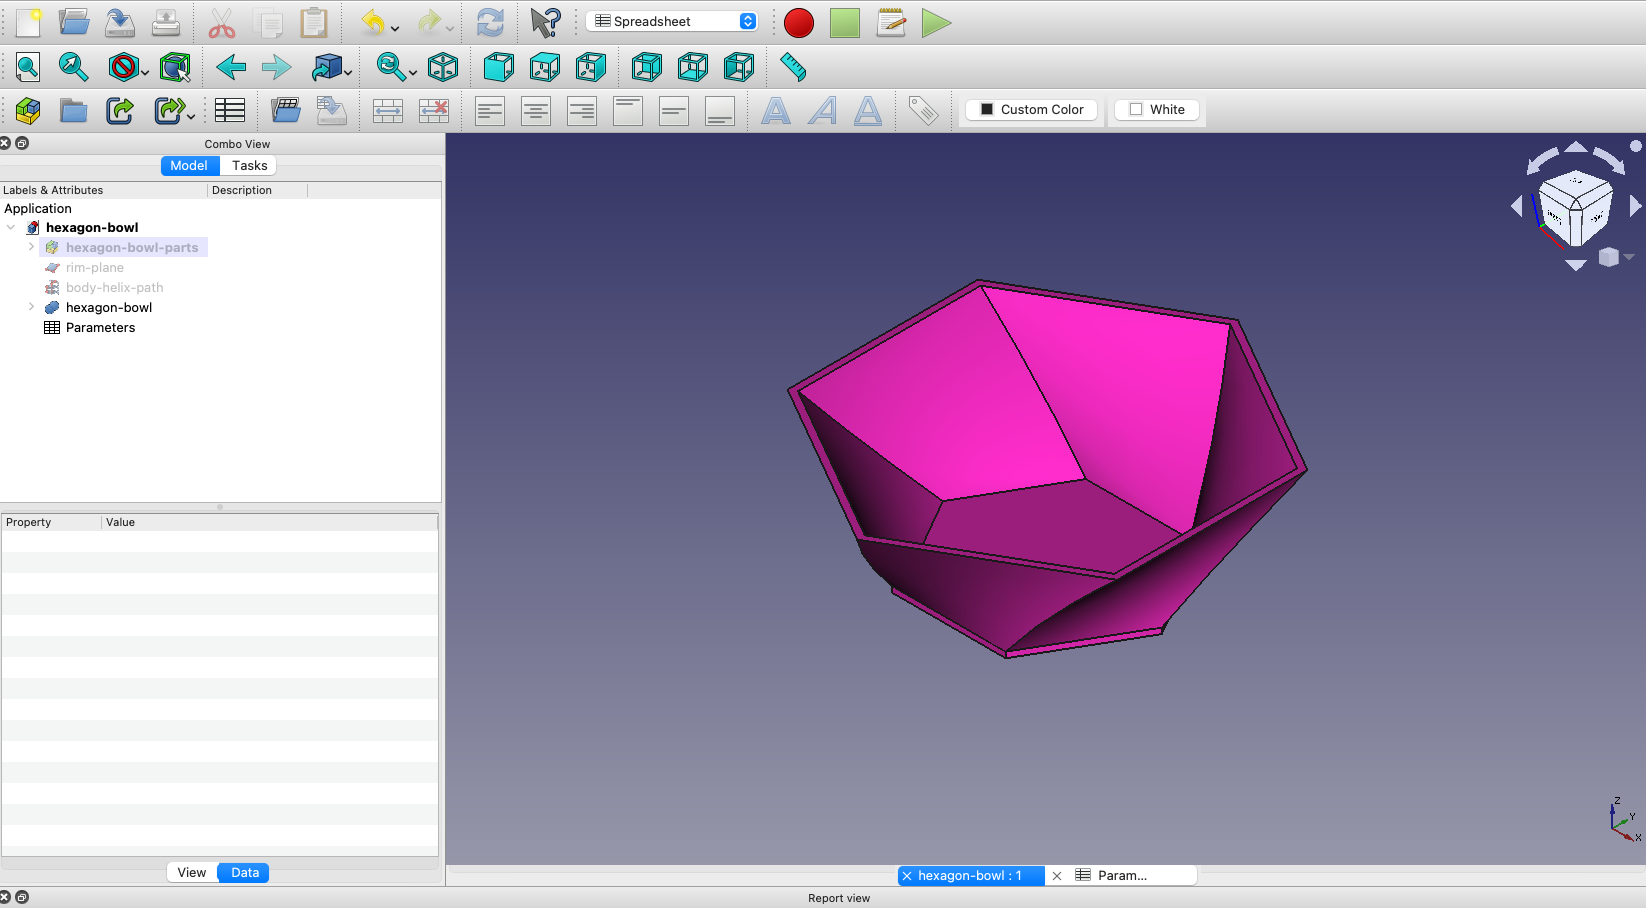 Spreadsheet
Custom Color
White
Combo View
Model
Tasks
Labels & Attributes
Description
Application
hexagon-bowl
hexagon-bowl-parts
rim-plane
body-helix-path
hexagon-bowl
Parameters
Property
Value
View
Data
Z
Y
X
hexagon-bowl : 1
Param...
Report view